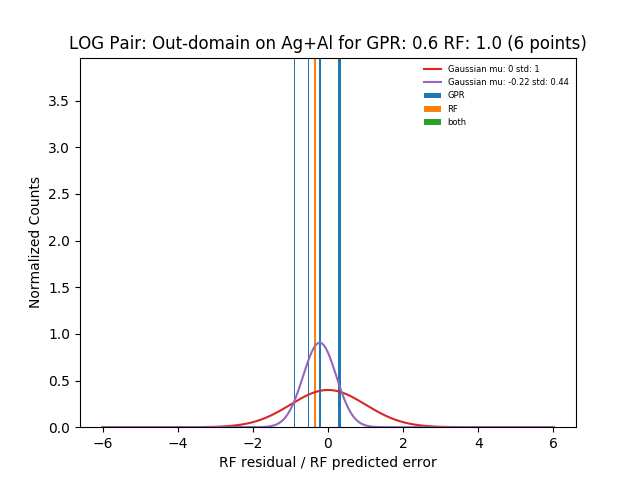 LOG Pair: Out-domain on Ag+Al for GPR: 0.6 RF: 1.0 (6 points)
Gaussian mu: 0 std: 1
Gaussian mu: -0.22 std: 0.44
GPR
RF
both
3.5
3.0
2.5
2.0
1.5
1.0
0.5
0.0
Normalized Counts
−6
−4
−2
0
2
4
6
RF residual / RF predicted error